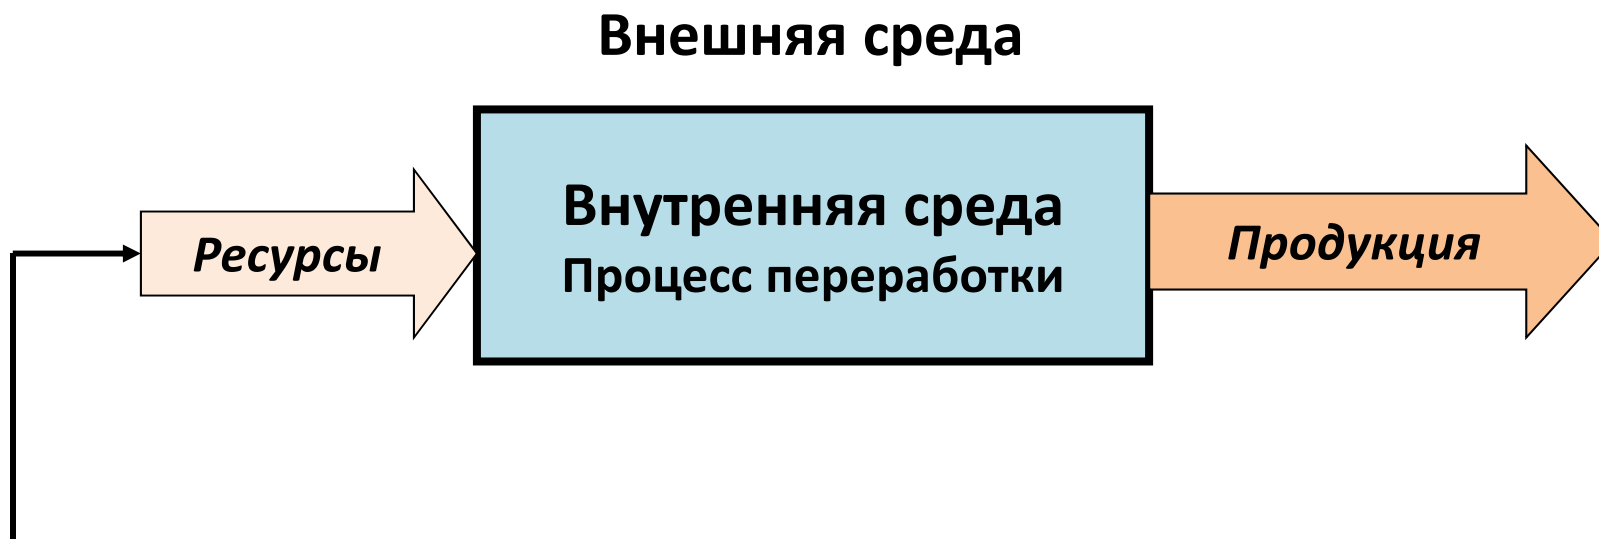 Внешняя среда
Внутренняя среда
Процесс переработки
Ресурсы
Продукция